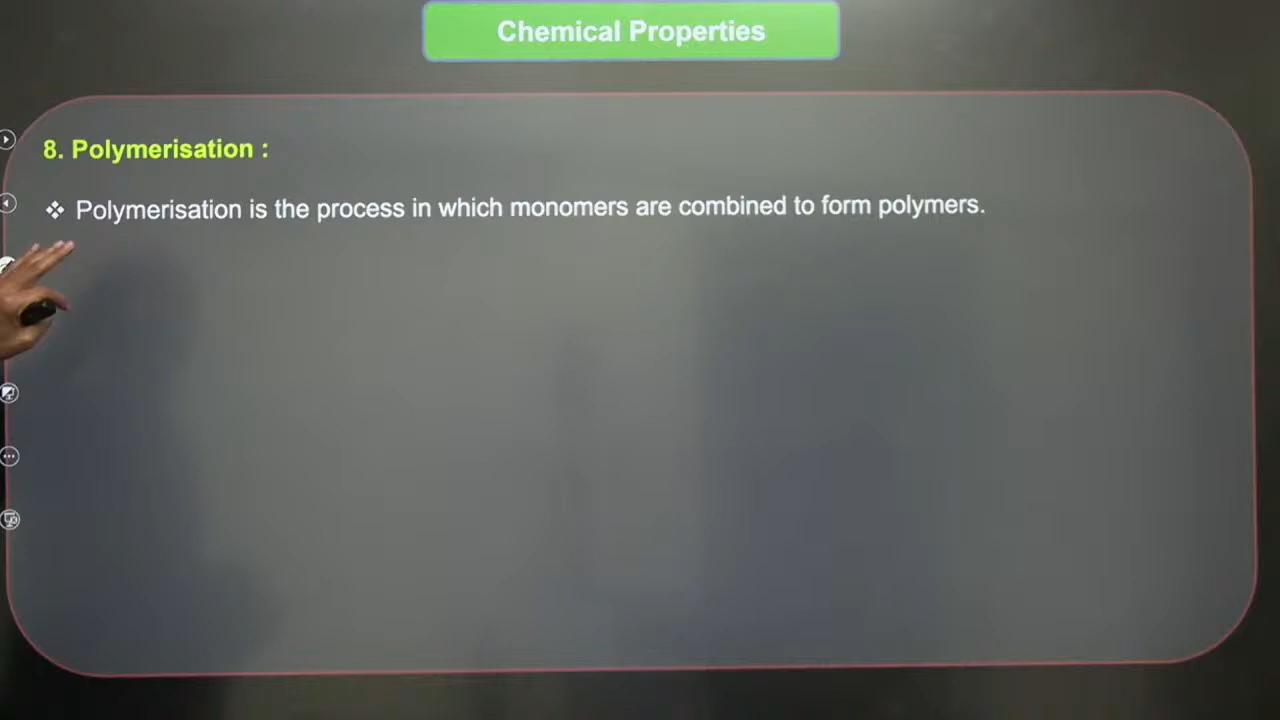 Chemical Properties
8. Polymerisation :
❖ Polymerisation is the process in which monomers are combined to form polymers.